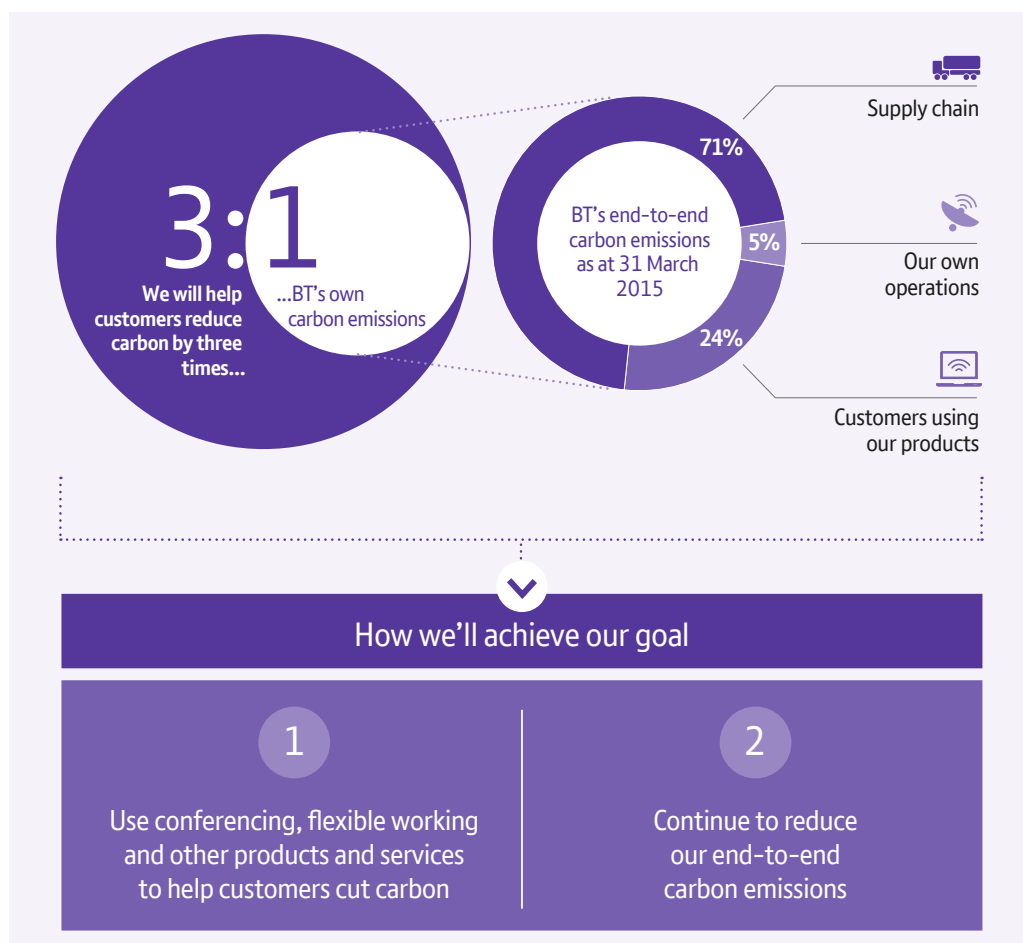 3:1
We will help
customers reduce
carbon by three
times...
...BT's own
carbon emissions
BT's end-to-end
carbon emissions
as at 31 March
2015
71%
5%
24%
Supply chain
Our own
operations
Customers using
our products
How we'll achieve our goal
1
Use conferencing, flexible working
and other products and services
to help customers cut carbon
2
Continue to reduce
our end-to-end
carbon emissions